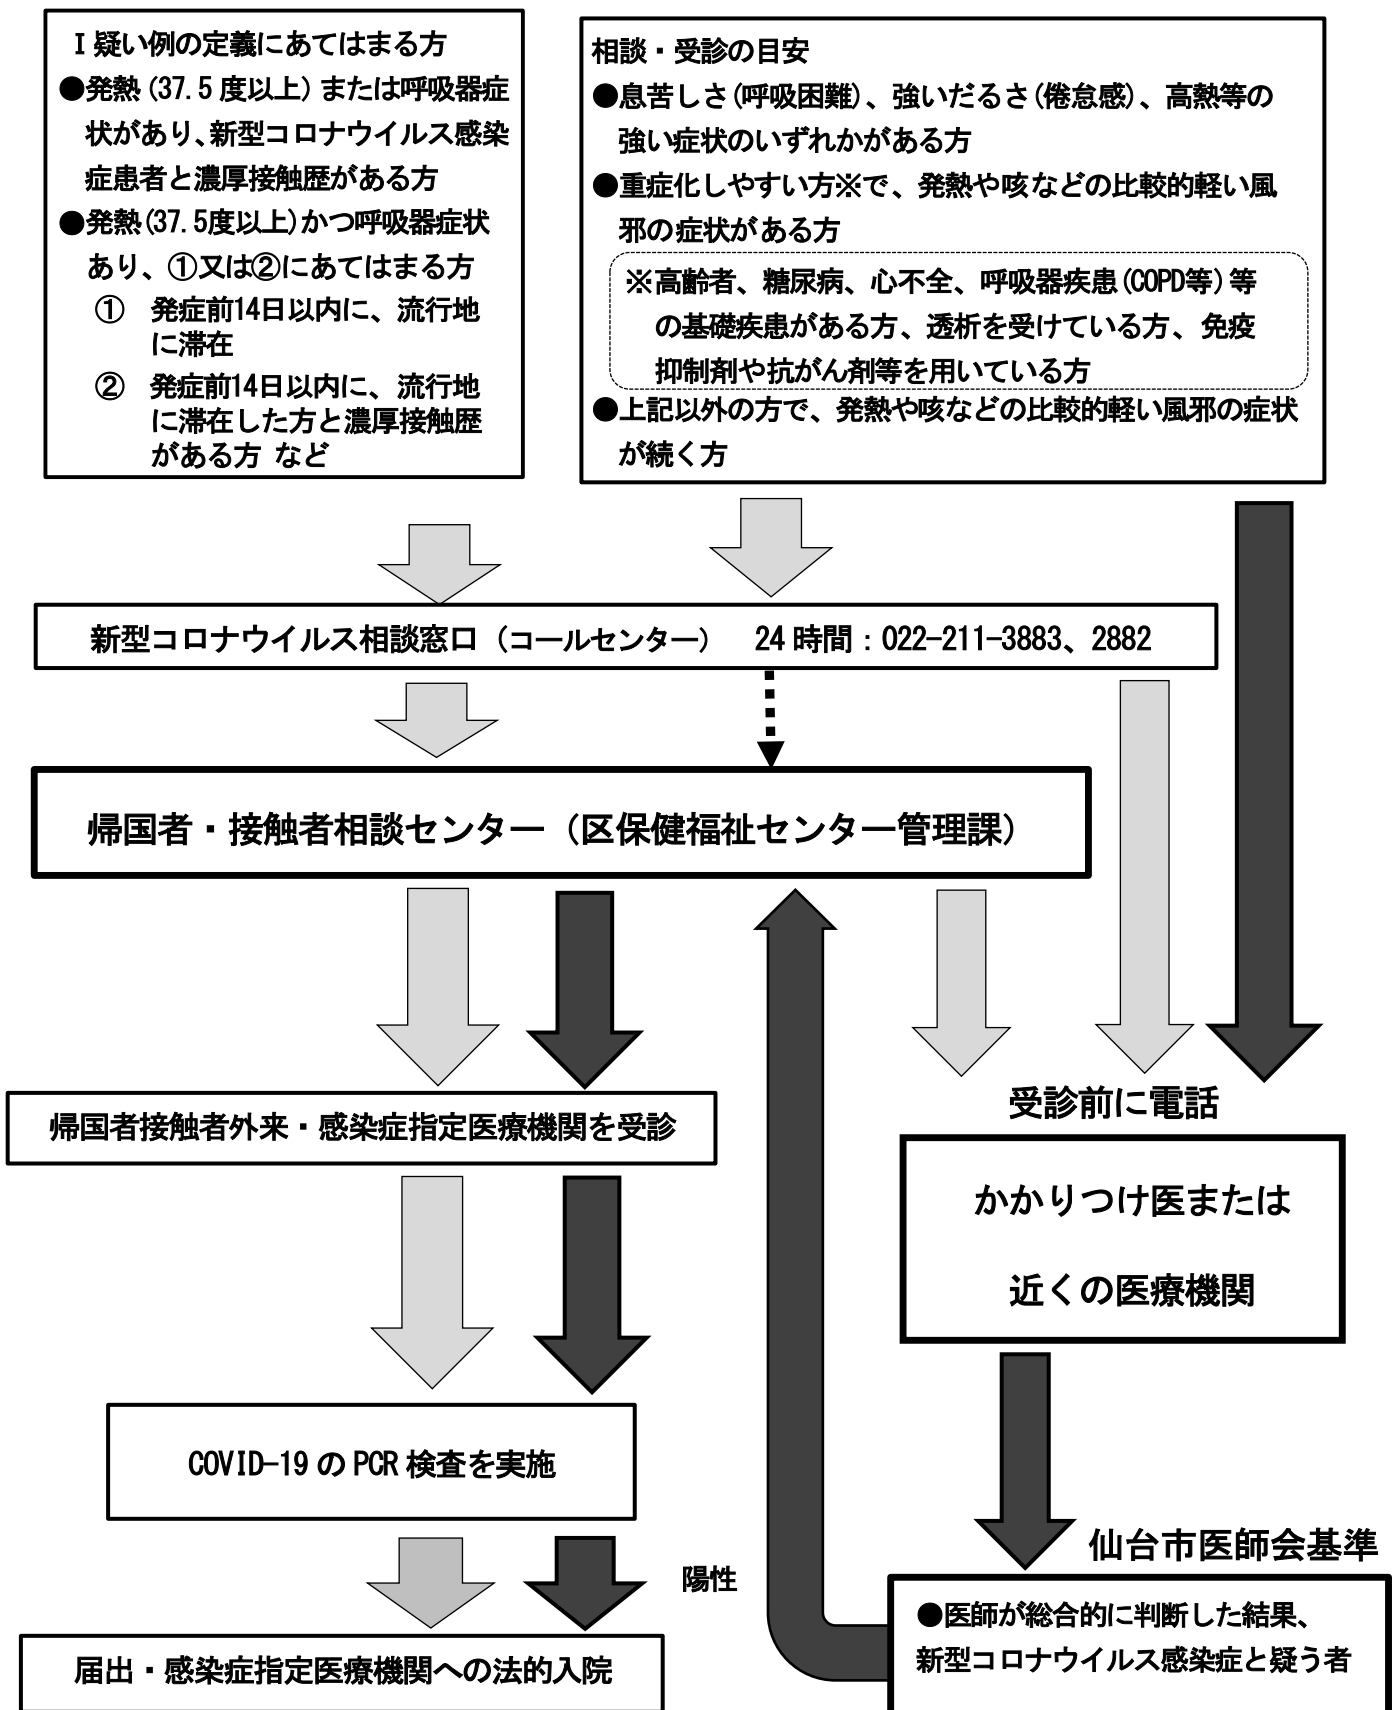 Ⅰ疑い例の定義にあてはまる方
●発熱(37.5度以上)または呼吸器症
状があり、新型コロナウイルス感染
症患者と濃厚接触歴がある方
●発熱(37.5度以上)かつ呼吸器症状
あり、①又は②にあてはまる方
① 発症前14日以内に、流行地
に滞在
② 発症前14日以内に、流行地
に滞在した方と濃厚接触歴
がある方 など
相談・受診の目安
●息苦しさ(呼吸困難)、強いだるさ(倦怠感)、高熱等の
強い症状のいずれかがある方
●重症化しやすい方※で、発熱や咳などの比較的軽い風
邪の症状がある方
※高齢者、糖尿病、心不全、呼吸器疾患(COPD等)等
の基礎疾患がある方、透析を受けている方、免疫
抑制剤や抗がん剤等を用いている方
●上記以外の方で、発熱や咳などの比較的軽い風邪の症状
が続く方
新型コロナウイルス相談窓口（コールセンター） 24時間：022-211-3883、2882
帰国者・接触者相談センター（区保健福祉センター管理課）
帰国者接触者外来・感染症指定医療機関を受診
受診前に電話
かかりつけ医または
近くの医療機関
COVID-19のPCR検査を実施
仙台市医師会基準
陽性
●医師が総合的に判断した結果、
新型コロナウイルス感染症と疑う者
届出・感染症指定医療機関への法的入院